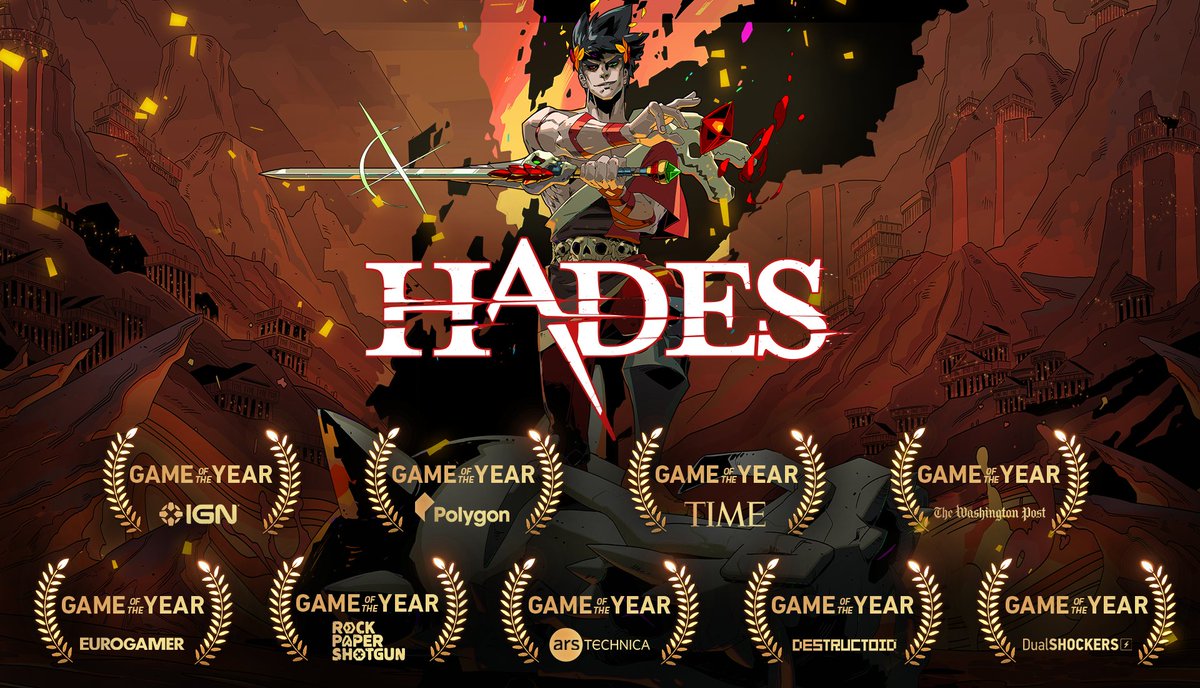 HADES
GAME OF THE YEAR
IGN
GAME OF THE YEAR
Polygon
GAME OF THE YEAR
TIME
GAME OF THE YEAR
The Washington Post
GAME OF THE YEAR
EUROGAMER
GAME OF THE YEAR
ROCK
PAPER
SHOTGUN
GAME OF THE YEAR
ars TECHNICA
GAME OF THE YEAR
DESTRUCTOID
GAME OF THE YEAR
DualSHOCKERS